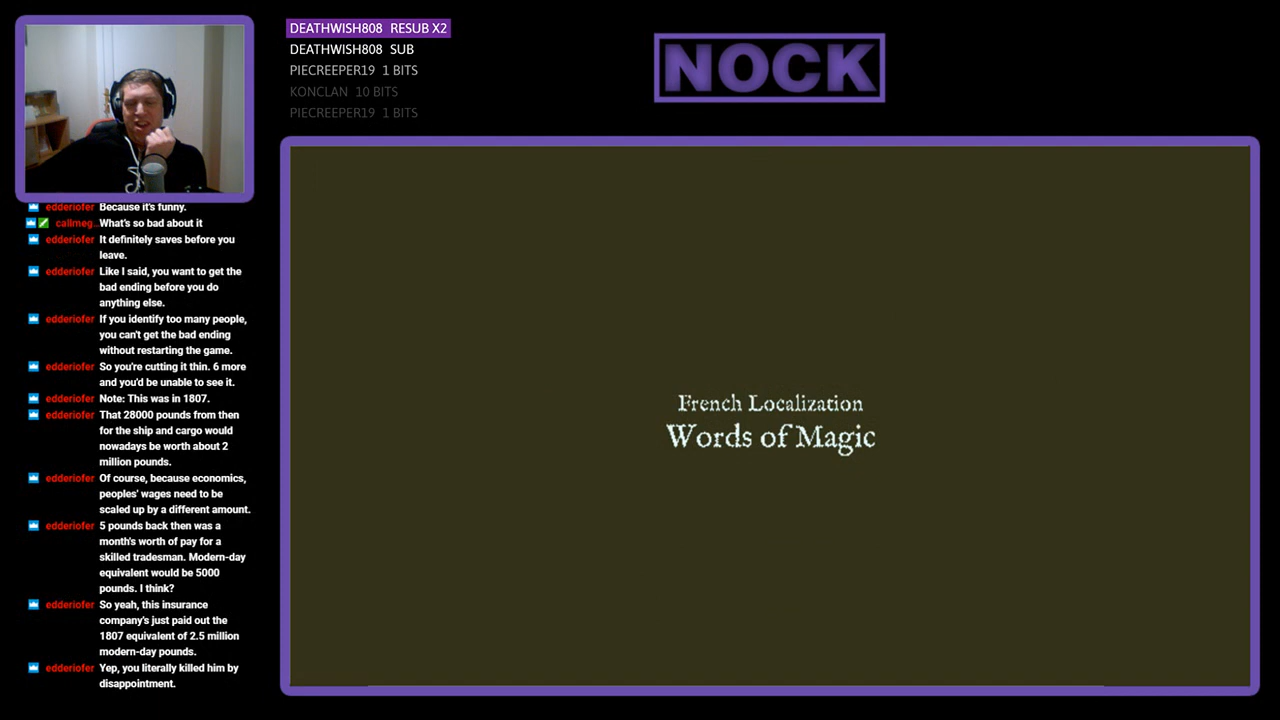 DEATHWISH808 RESUB X2
DEATHWISH808 SUB
PIECREEPER19 1 BITS
KONCLAN 10 BITS
PIECREEPER19 1 BITS
NOCK
edderiofer Because it's funny.
callmeg... What's so bad about it
edderiofer It definitely saves before you
leave.
edderiofer Like I said, you want to get the
bad ending before you do
anything else.
edderiofer If you identify too many people,
you can't get the bad ending
without restarting the game.
edderiofer So you're cutting it thin. 6 more
and you'd be unable to see it.
edderiofer Note: This was in 1807.
edderiofer That 28000 pounds from then
for the ship and cargo would
nowadays be worth about 2
million pounds.
edderiofer Of course, because economics,
peoples' wages need to be
scaled up by a different amount.
edderiofer 5 pounds back then was a
month's worth of pay for a
skilled tradesman. Modern-day
equivalent would be 5000
pounds. I think?
edderiofer So yeah, this insurance
company's just paid out the
1807 equivalent of 2.5 million
modern-day pounds.
edderiofer Yep, you literally killed him by
disappointment.
French Localization
Words of Magic